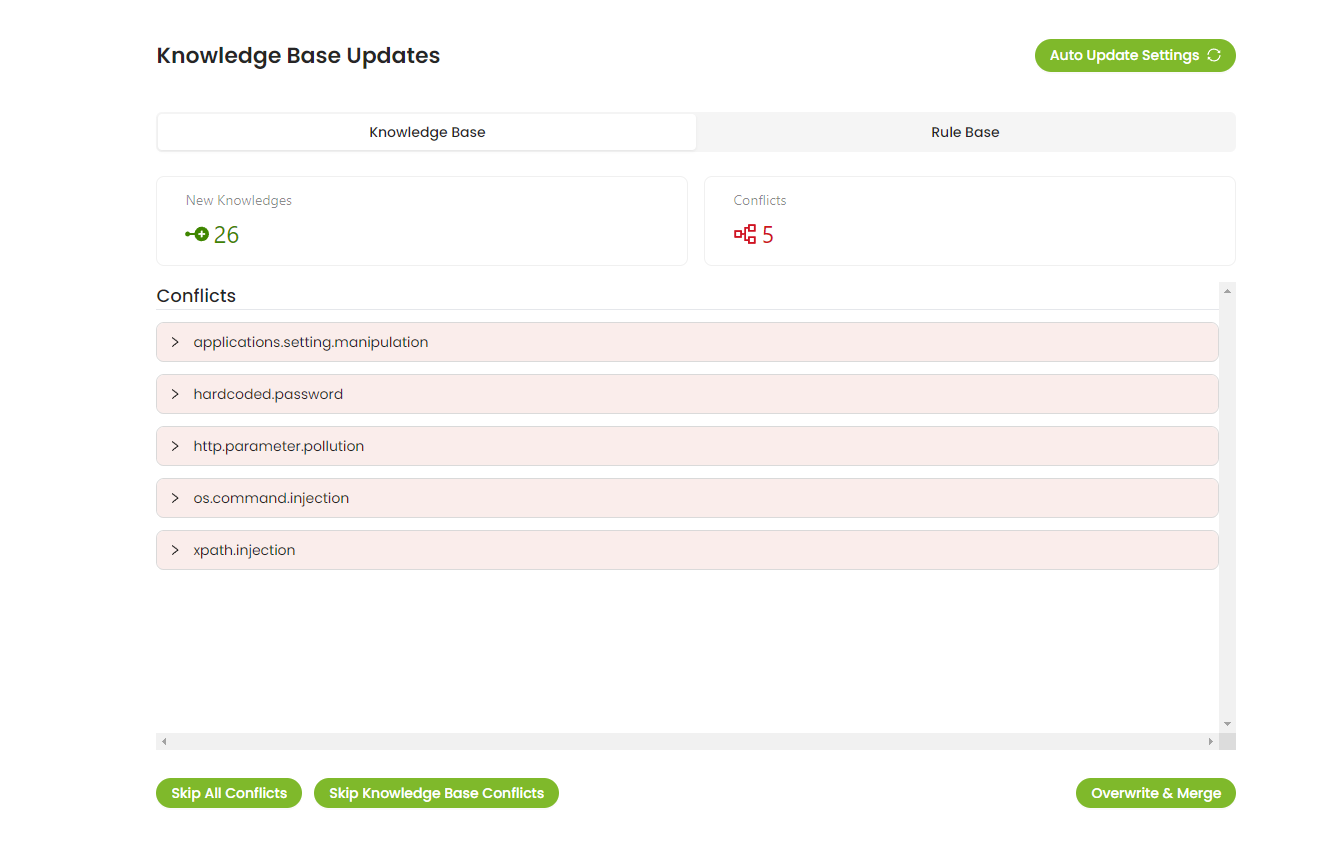 Knowledge Base Updates
Auto Update Settings
Knowledge Base
Rule Base
New Knowledges
26
Conflicts
5
Conflicts
applications.setting.manipulation
hardcoded.password
http.parameter.pollution
os.command.injection
xpath.injection
Skip All Conflicts
Skip Knowledge Base Conflicts
Overwrite & Merge